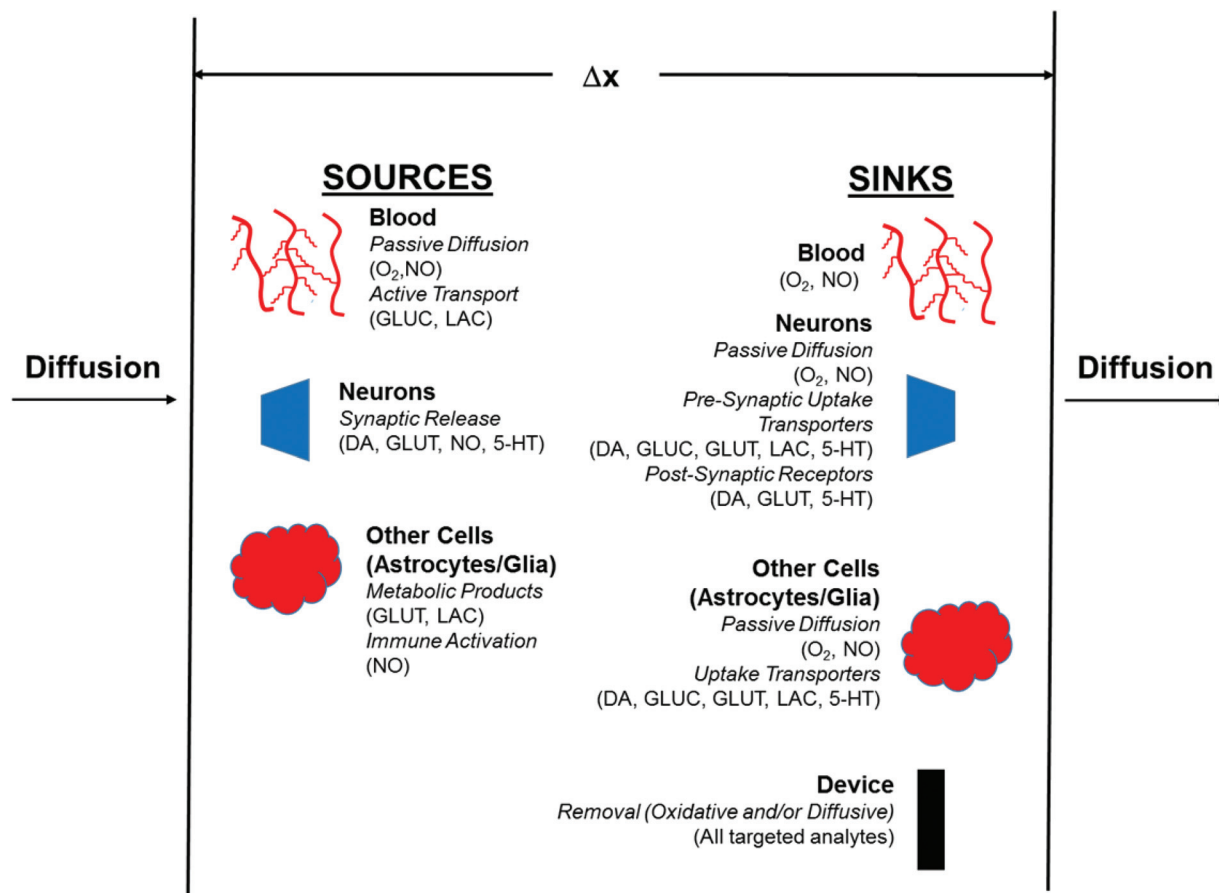 Δx
SOURCES
Blood
Passive Diffusion
(O₂,NO)
Active Transport
(GLUC, LAC)
Neurons
Synaptic Release
(DA, GLUT, NO, 5-HT)
Other Cells
(Astrocytes/Glia)
Metabolic Products
(GLUT, LAC)
Immune Activation
(NO)
SINKS
Blood
(O₂, NO)
Neurons
Passive Diffusion
(O₂, NO)
Pre-Synaptic Uptake
Transporters
(DA, GLUC, GLUT, LAC, 5-HT)
Post-Synaptic Receptors
(DA, GLUT, 5-HT)
Other Cells
(Astrocytes/Glia)
Passive Diffusion
(O₂, NO)
Uptake Transporters
(DA, GLUC, GLUT, LAC, 5-HT)
Device
Removal (Oxidative and/or Diffusive)
(All targeted analytes)
Diffusion
Diffusion